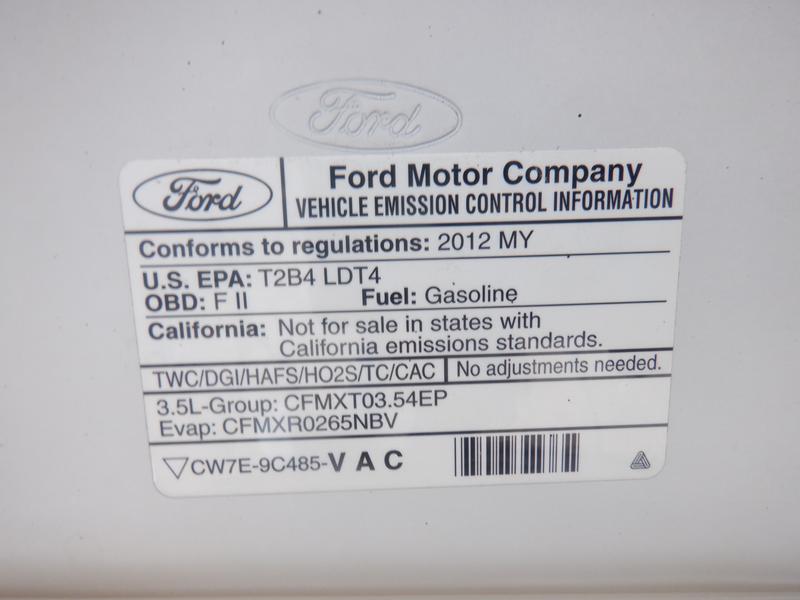 Ford
Ford
Ford Motor Company
VEHICLE EMISSION CONTROL INFORMATION
Conforms to regulations: 2012 MY
U.S. EPA: T2B4 LDT4
OBD: F II Fuel: Gasoline
California: Not for sale in states with
California emissions standards.
TWC/DGI/HAFS/HO2S/TC/CAC No adjustments needed.
3.5L-Group: CFMXT03.54EP
Evap: CFMXR0265NBV
CW7E-9C485-VAC